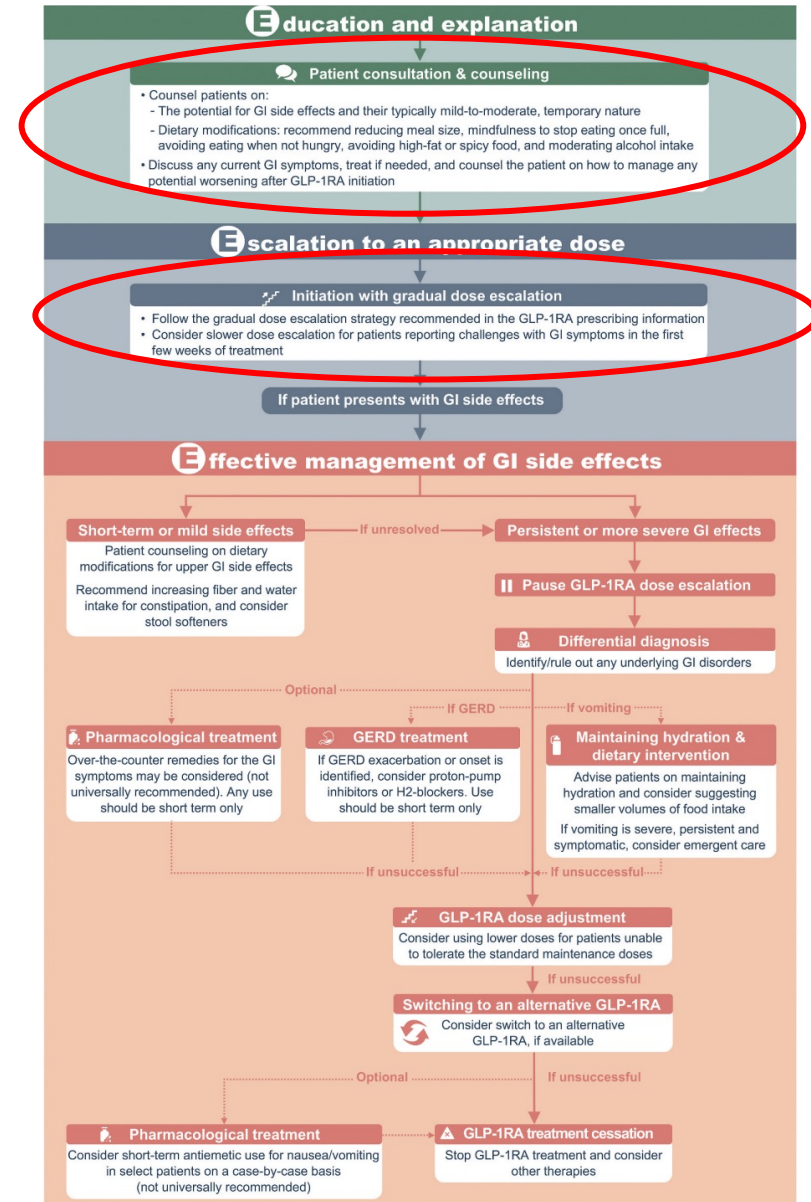 Education and explanation
Patient consultation & counseling
• Counsel patients on:
- The potential for GI side effects and their typically mild-to-moderate, temporary nature
- Dietary modifications: recommend reducing meal size, mindfulness to stop eating once full,
avoiding eating when not hungry, avoiding high-fat or spicy food, and moderating alcohol intake
• Discuss any current GI symptoms, treat if needed, and counsel the patient on how to manage any
potential worsening after GLP-1RA initiation
Escalation to an appropriate dose
Initiation with gradual dose escalation
• Follow the gradual dose escalation strategy recommended in the GLP-1RA prescribing information
• Consider slower dose escalation for patients reporting challenges with GI symptoms in the first
few weeks of treatment
If patient presents with GI side effects
Effective management of GI side effects
Short-term or mild side effects
Patient counseling on dietary
modifications for upper GI side effects
Recommend increasing fiber and water
intake for constipation, and consider
stool softeners
If unresolved
Persistent or more severe GI effects
Pause GLP-1RA dose escalation
Differential diagnosis
Identify/rule out any underlying GI disorders
Optional
If GERD
If vomiting
Pharmacological treatment
Over-the-counter remedies for the GI
symptoms may be considered (not
universally recommended). Any use
should be short term only
GERD treatment
If GERD exacerbation or onset is
identified, consider proton-pump
inhibitors or H2-blockers. Use
should be short term only
Maintaining hydration &
dietary intervention
Advise patients on maintaining
hydration and consider suggesting
smaller volumes of food intake
If vomiting is severe, persistent and
symptomatic, consider emergent care
If unsuccessful
If unsuccessful
GLP-1RA dose adjustment
Consider using lower doses for patients unable
to tolerate the standard maintenance doses
If unsuccessful
Switching to an alternative GLP-1RA
Consider switch to an alternative
GLP-1RA, if available
Optional
If unsuccessful
Pharmacological treatment
Consider short-term antiemetic use for nausea/vomiting
in select patients on a case-by-case basis
(not universally recommended)
GLP-1RA treatment cessation
Stop GLP-1RA treatment and consider
other therapies